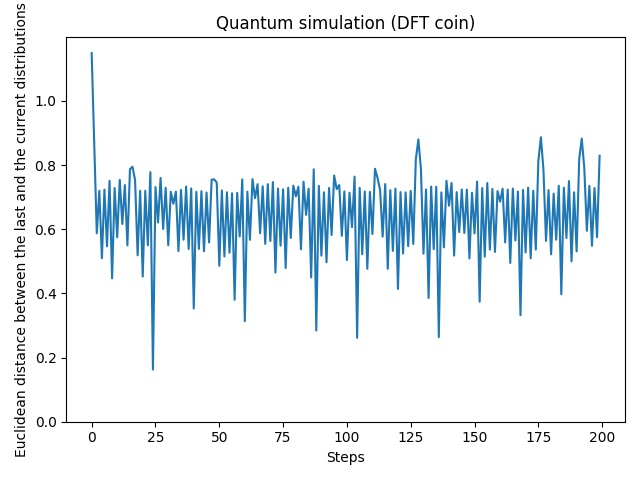 Quantum simulation (DFT coin)
Euclidean distance between the last and the current distributions
1.0
0.8
0.6
0.4
0.2
0.0
0 25 50 75 100 125 150 175 200
Steps